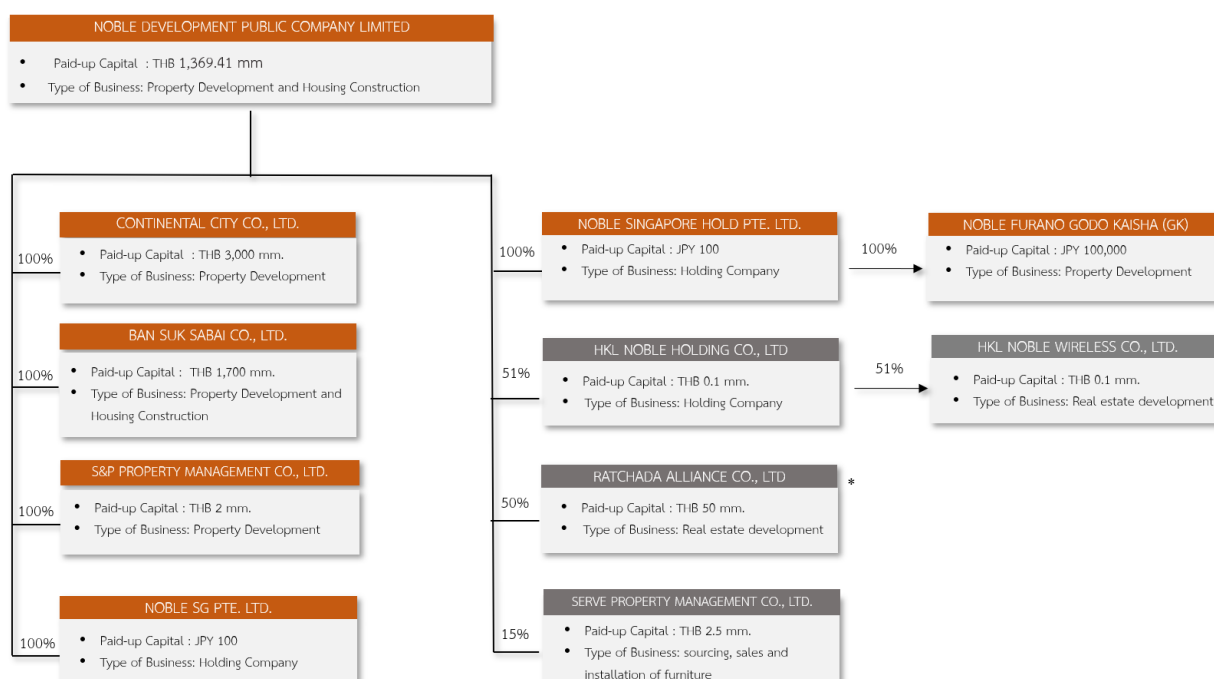 NOBLE DEVELOPMENT PUBLIC COMPANY LIMITED
• Paid-up Capital : THB 1,369.41 mm
• Type of Business: Property Development and Housing Construction
100%
CONTINENTAL CITY CO., LTD.
• Paid-up Capital : THB 3,000 mm.
• Type of Business: Property Development
100%
BAN SUK SABAI CO., LTD.
• Paid-up Capital : THB 1,700 mm.
• Type of Business: Property Development and
Housing Construction
100%
S&P PROPERTY MANAGEMENT CO., LTD.
• Paid-up Capital : THB 2 mm.
• Type of Business: Property Development
100%
NOBLE SG PTE. LTD.
• Paid-up Capital : JPY 100
• Type of Business: Holding Company
100%
NOBLE SINGAPORE HOLD PTE. LTD.
• Paid-up Capital : JPY 100
• Type of Business: Holding Company
100%
NOBLE FURANO GODO KAISHA (GK)
• Paid-up Capital : JPY 100,000
• Type of Business: Property Development
51%
HKL NOBLE HOLDING CO., LTD
• Paid-up Capital : THB 0.1 mm.
• Type of Business: Holding Company
51%
HKL NOBLE WIRELESS CO., LTD.
• Paid-up Capital : THB 0.1 mm.
• Type of Business: Real estate development
50%
RATCHADA ALLIANCE CO., LTD
*
• Paid-up Capital : THB 50 mm.
• Type of Business: Real estate development
15%
SERVE PROPERTY MANAGEMENT CO., LTD.
• Paid-up Capital : THB 2.5 mm.
• Type of Business: sourcing, sales and
installation of furniture